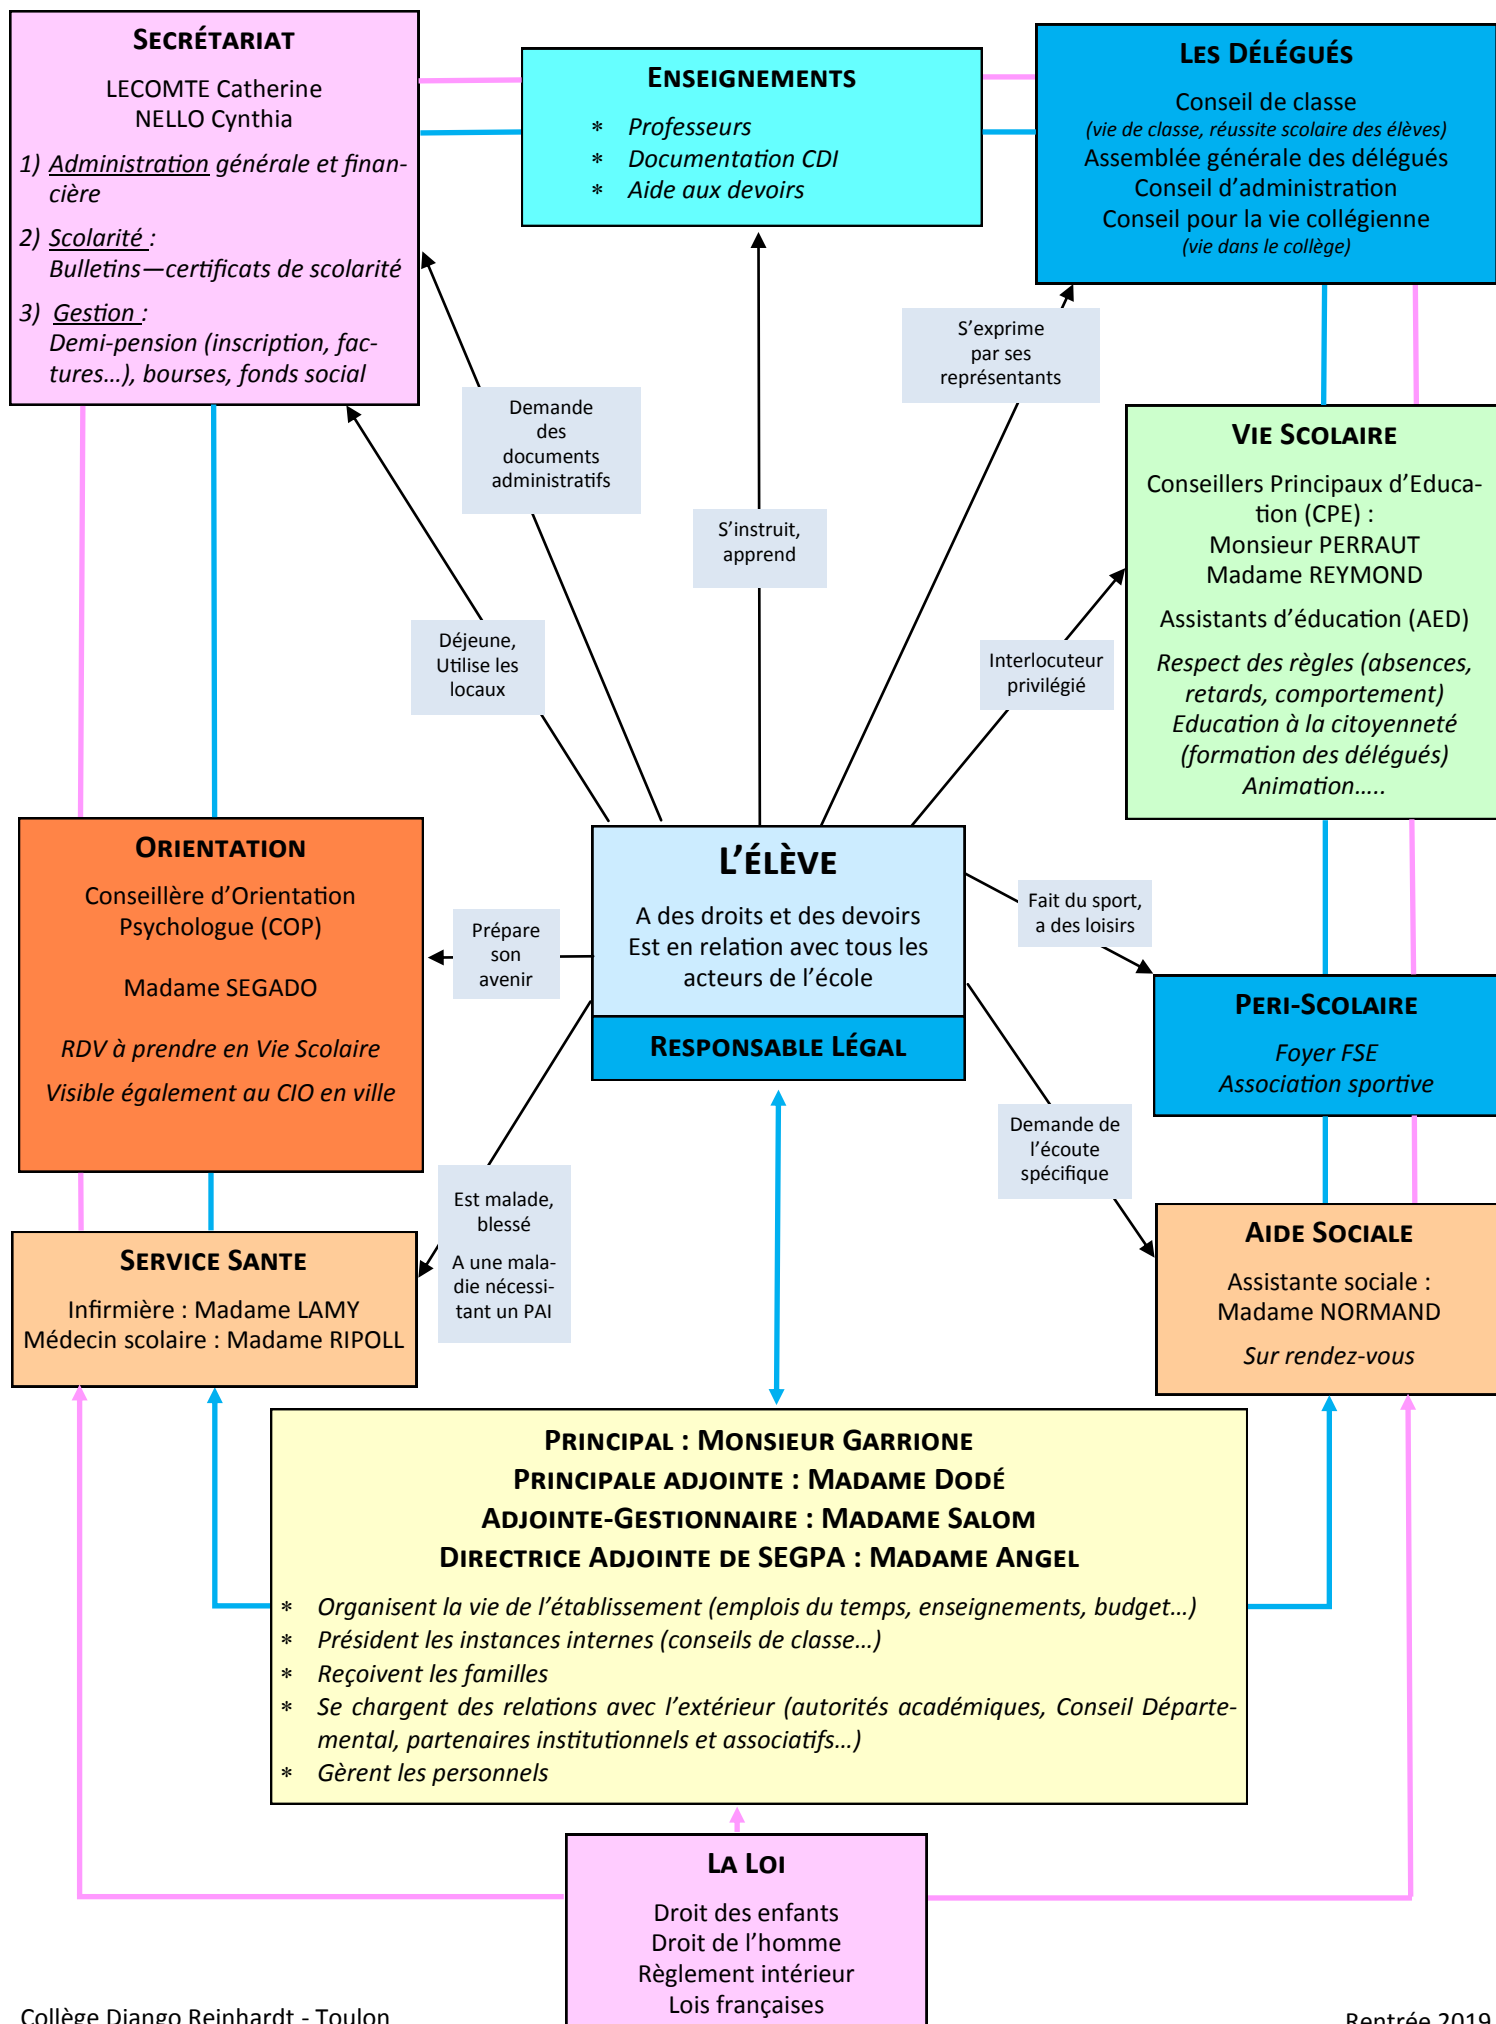 SECRÉTARIAT
LECOMTE Catherine
NELLO Cynthia
1) Administration générale et finan-
cière
2) Scolarité :
Bulletins—certificats de scolarité
3) Gestion :
Demi-pension (inscription, fac-
tures...), bourses, fonds social
ENSEIGNEMENTS
* Professeurs
* Documentation CDI
* Aide aux devoirs
LES DÉLÉGUÉS
Conseil de classe
(vie de classe, réussite scolaire des élèves)
Assemblée générale des délégués
Conseil d'administration
Conseil pour la vie collégienne
(vie dans le collège)
S'exprime
par ses
représentants
Demande
des
documents
administratifs
S'instruit,
apprend
Déjeune,
Utilise les
locaux
Interlocuteur
privilégié
VIE SCOLAIRE
Conseillers Principaux d'Educa-
tion (CPE) :
Monsieur PERRAUT
Madame REYMOND
Assistants d'éducation (AED)
Respect des règles (absences,
retards, comportement)
Education à la citoyenneté
(formation des délégués)
Animation.....
ORIENTATION
Conseillère d'Orientation
Psychologue (COP)
Madame SEGADO
RDV à prendre en Vie Scolaire
Visible également au CIO en ville
Prépare
son
avenir
L'ÉLÈVE
A des droits et des devoirs
Est en relation avec tous les
acteurs de l'école
RESPONSABLE LÉGAL
Fait du sport,
a des loisirs
PERI-SCOLAIRE
Foyer FSE
Association sportive
Demande de
l'écoute
spécifique
Est malade,
blessé
A une mala-
die nécessi-
tant un PAI
SERVICE SANTE
Infirmière : Madame LAMY
Médecin scolaire : Madame RIPOLL
AIDE SOCIALE
Assistante sociale :
Madame NORMAND
Sur rendez-vous
PRINCIPAL : MONSIEUR GARRIONE
PRINCIPALE ADJOINTE : MADAME DODÉ
ADJOINTE-GESTIONNAIRE : MADAME SALOM
DIRECTRICE ADJOINTE DE SEGPA : MADAME ANGEL
* Organisent la vie de l'établissement (emplois du temps, enseignements, budget...)
* Président les instances internes (conseils de classe...)
* Reçoivent les familles
* Se chargent des relations avec l'extérieur (autorités académiques, Conseil Départe-
mental, partenaires institutionnels et associatifs...)
* Gèrent les personnels
LA LOI
Droit des enfants
Droit de l'homme
Règlement intérieur
Lois françaises
Collège Django Reinhardt - Toulon
Rentrée 2019